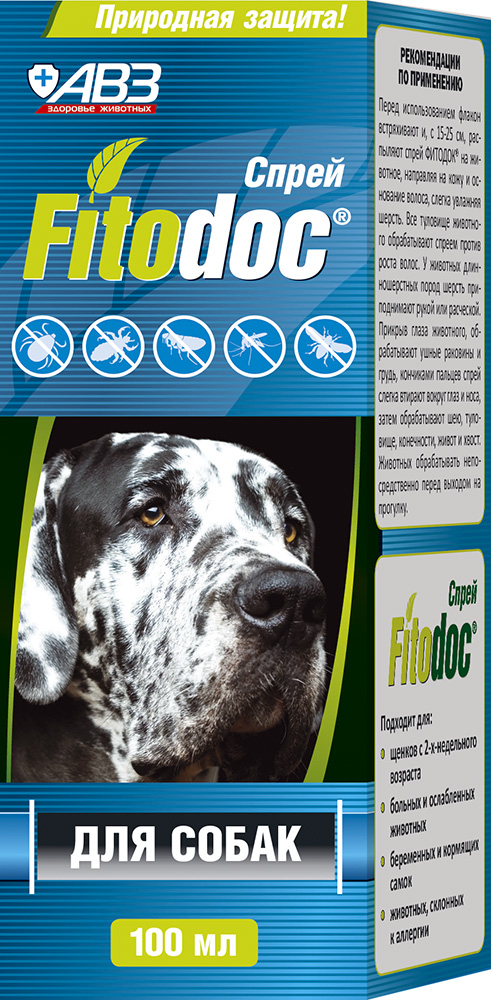 Природная защита!
АВЗ
здоровье животных
Спрей
Fitodoc®
ДЛЯ СОБАК
100 мл
РЕКОМЕНДАЦИИ
ПО ПРИМЕНЕНИЮ
Перед использованием флакон
встряхивают и, с 15-25 см, рас-
пыляют спрей ФИТОДОК® на жи-
вотное, направляя на кожу и ос-
нование волоса, слегка увлажняя
шерсть. Все туловище животно-
го обрабатывают спреем против
роста волос. У животных длин-
ношерстных пород шерсть при-
поднимают рукой или расческой.
Прикрыв глаза животного, об-
рабатывают ушные раковины и
грудь, кончиками пальцев спрей
слегка втирают вокруг глаз и носа,
затем обрабатывают шею, туло-
вище, конечности, живот и хвост.
Животных обрабатывать непо-
средственно перед выходом на
прогулку.
Спрей
Fitodoc®
Подходит для:
щенков с 2-х-недельного
возраста
больных и ослабленных
животных
беременных и кормящих
самок
животных, склонных
к аллергии